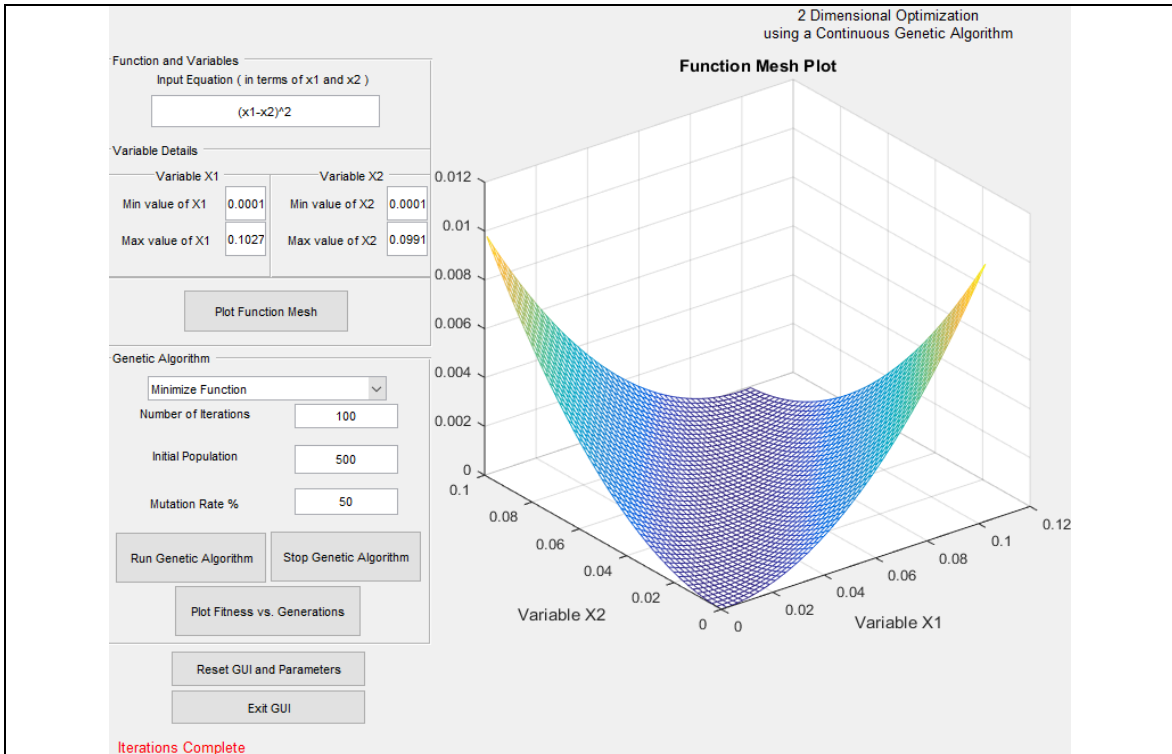 2 Dimensional Optimization
using a Continuous Genetic Algorithm
Function and Variables
Input Equation ( in terms of x1 and x2 )
(x1-x2)^2
Variable Details
Variable X1
Min value of X1 0.0001
Max value of X1 0.1027
Variable X2
Min value of X2 0.0001
Max value of X2 0.0991
Plot Function Mesh
Genetic Algorithm
Minimize Function
Number of Iterations 100
Initial Population 500
Mutation Rate % 50
Run Genetic Algorithm
Stop Genetic Algorithm
Plot Fitness vs. Generations
Reset GUI and Parameters
Exit GUI
Iterations Complete
Function Mesh Plot
0.012
0.01
0.008
0.006
0.004
0.002
0
0.1
0.08
0.06
0.04
0.02
0
Variable X2
0
0.02
0.04
0.06
0.08
0.1
0.12
Variable X1